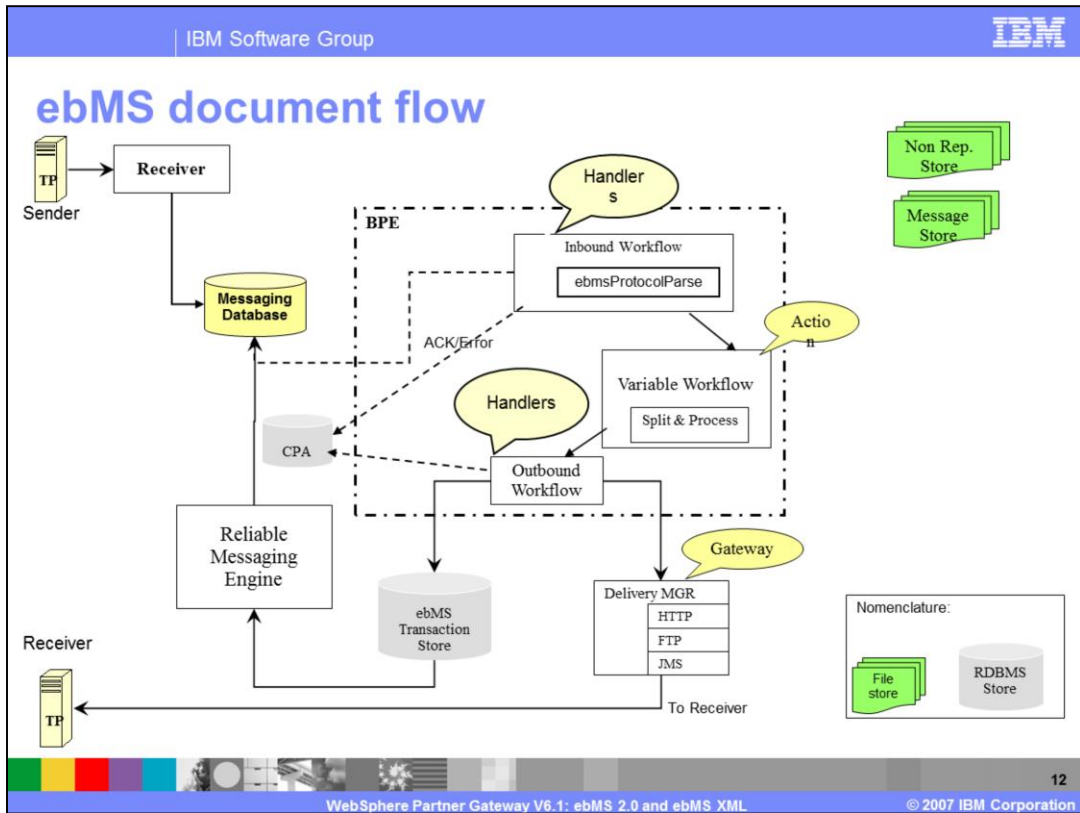 IBM Software Group
IBM
ebMS document flow
TP
Sender
Receiver
Handler
s
Non Rep.
Store
Message
Store
BPE
Inbound Workflow
ebmsProtocolParse
Messaging
Database
ACK/Error
Actio
n
Variable Workflow
Split & Process
Handlers
CPA
Outbound
Workflow
Reliable
Messaging
Engine
Gateway
ebMS
Transaction
Store
Delivery MGR
HTTP
FTP
JMS
Nomenclature:
File
store
RDBMS
Store
Receiver
TP
To Receiver
12
WebSphere Partner Gateway V6.1: ebMS 2.0 and ebMS XML
© 2007 IBM Corporation